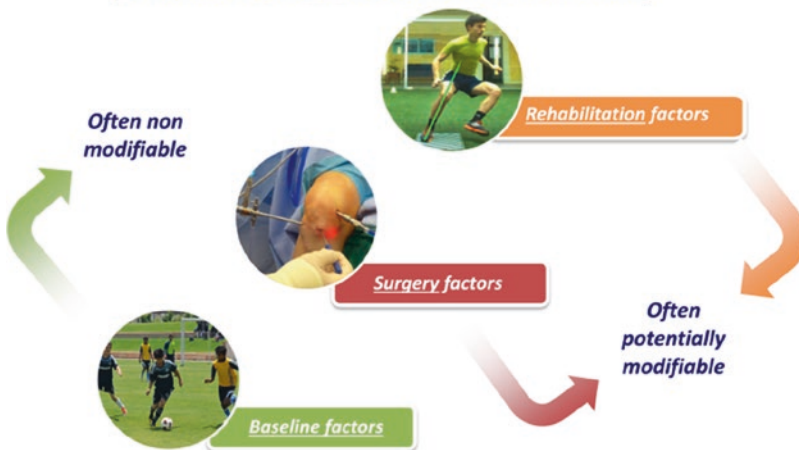 Rehabilitation factors
Often non
modifiable
Surgery factors
Often
potentially
modifiable
Baseline factors